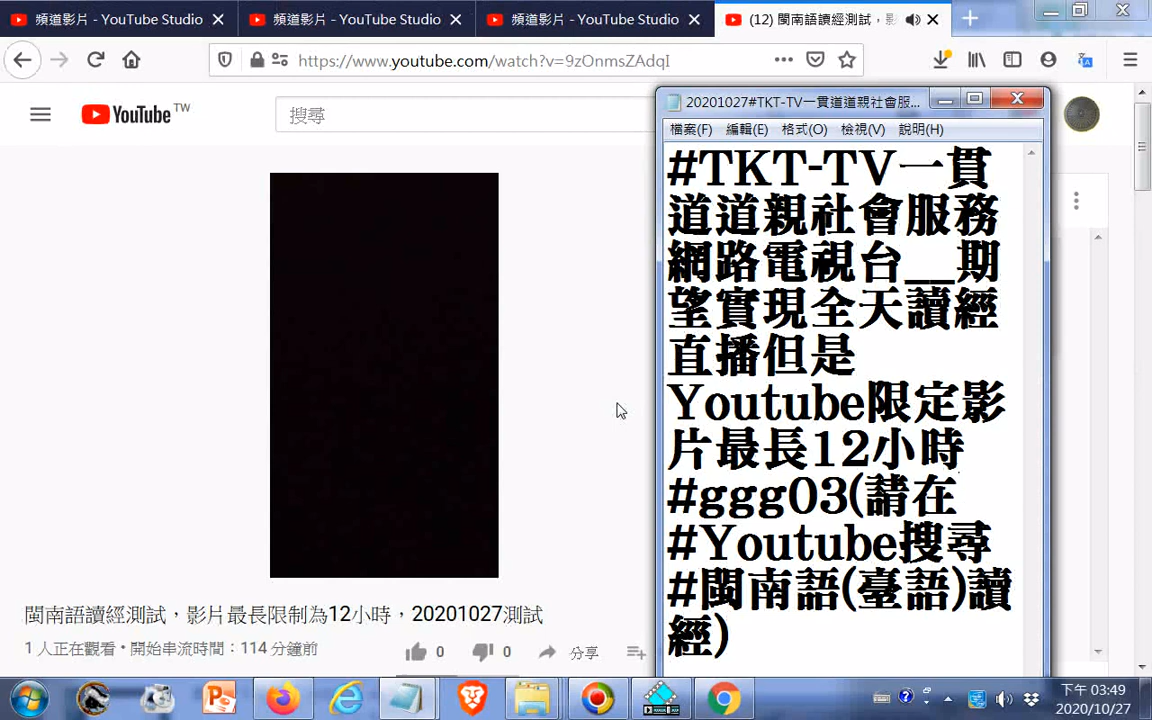 頻道影片 - YouTube Studio
頻道影片 - YouTube Studio
頻道影片 - YouTube Studio
(12) 閩南語讀經測試，影
https://www.youtube.com/watch?v=9zOnmsZAdqI
YouTube TW
搜尋
20201027#TKT-TV一貫道道親社會服...
檔案(F) 編輯(E) 格式(O) 檢視(V) 說明(H)
#TKT-TV一貫
道道親社會服務
網路電視台__期
望實現全天讀經
直播但是
Youtube限定影
片最長12小時
#ggg03(請在
#Youtube搜尋
#閩南語(臺語)讀
經)
閩南語讀經測試，影片最長限制為12小時，20201027測試
1 人正在觀看 • 開始串流時間：114 分鐘前
0 0 分享
下午 03:49
2020/10/27